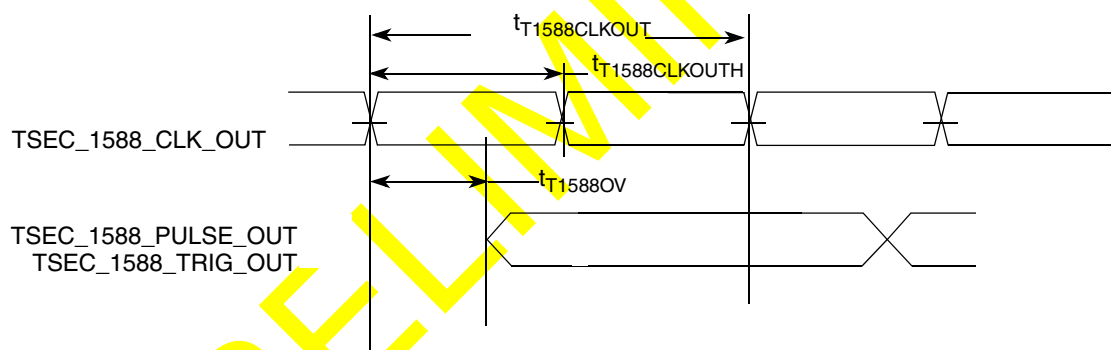 tT1588CLKOUT
tT1588CLKOUTH
TSEC_1588_CLK_OUT
tT1588OV
TSEC_1588_PULSE_OUT
TSEC_1588_TRIG_OUT